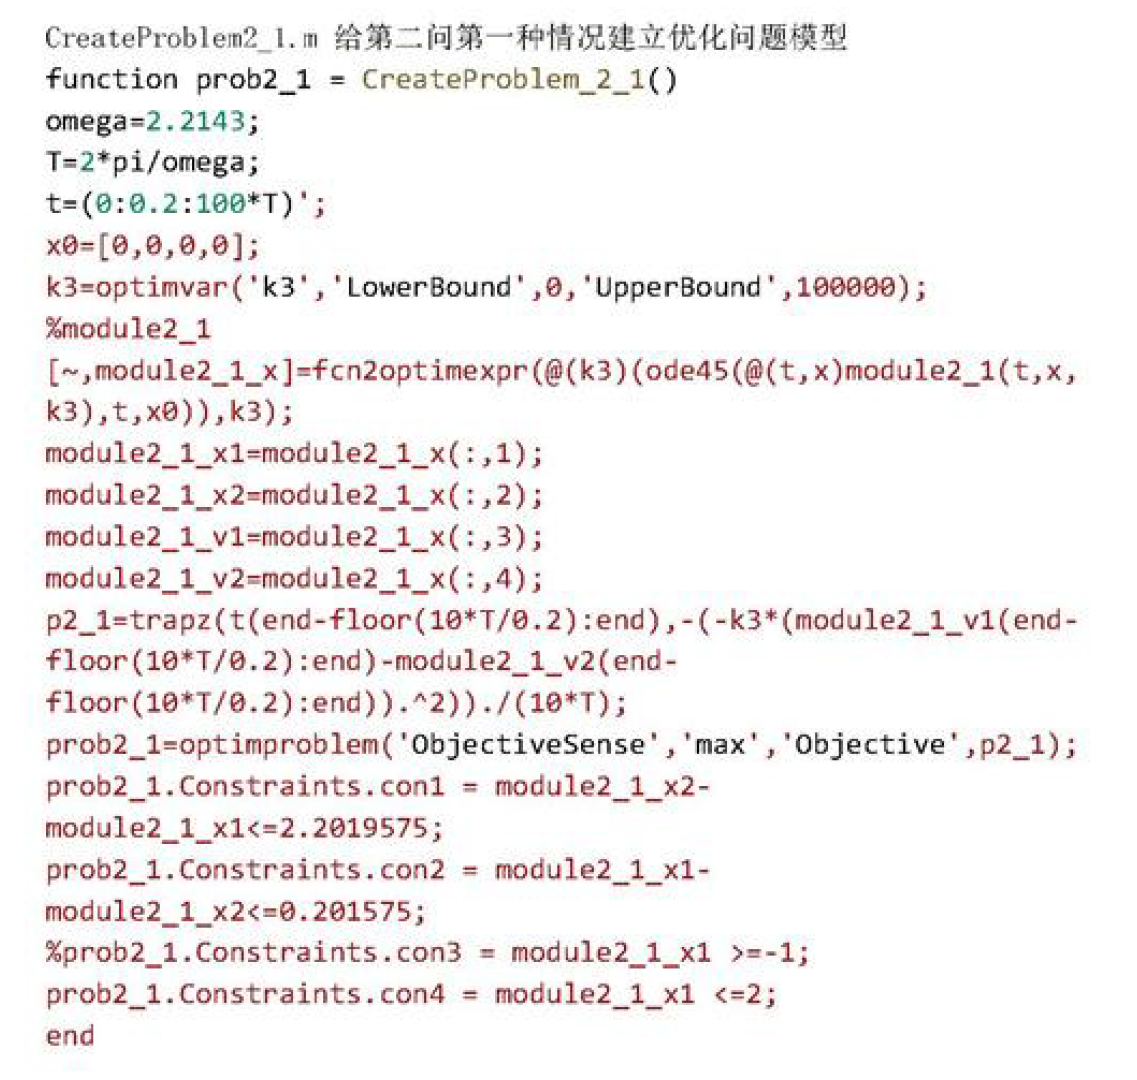 CreateProblem2_1.m 给第二问第一种情况建立优化问题模型
function prob2_1 = CreateProblem_2_1()
omega=2.2143;
T=2*pi/omega;
t=(0:0.2:100*T)';
x0=[0,0,0,0];
k3=optimvar('k3','LowerBound',0,'UpperBound',100000);
%module2_1
[~,module2_1_x]=fcn2optimexpr(@(k3)(ode45(@(t,x)module2_1(t,x,
k3),t,x0)),k3);
module2_1_x1=module2_1_x(:,1);
module2_1_x2=module2_1_x(:,2);
module2_1_v1=module2_1_x(:,3);
module2_1_v2=module2_1_x(:,4);
p2_1=trapz(t(end-floor(10*T/0.2):end),-(-k3*(module2_1_v1(end-
floor(10*T/0.2):end)-module2_1_v2(end-
floor(10*T/0.2):end)).^2))./(10*T);
prob2_1=optimproblem('ObjectiveSense','max','Objective',p2_1);
prob2_1.Constraints.con1 = module2_1_x2-
module2_1_x1<=2.2019575;
prob2_1.Constraints.con2 = module2_1_x1-
module2_1_x2<=0.201575;
%prob2_1.Constraints.con3 = module2_1_x1 >=-1;
prob2_1.Constraints.con4 = module2_1_x1 <=2;
end